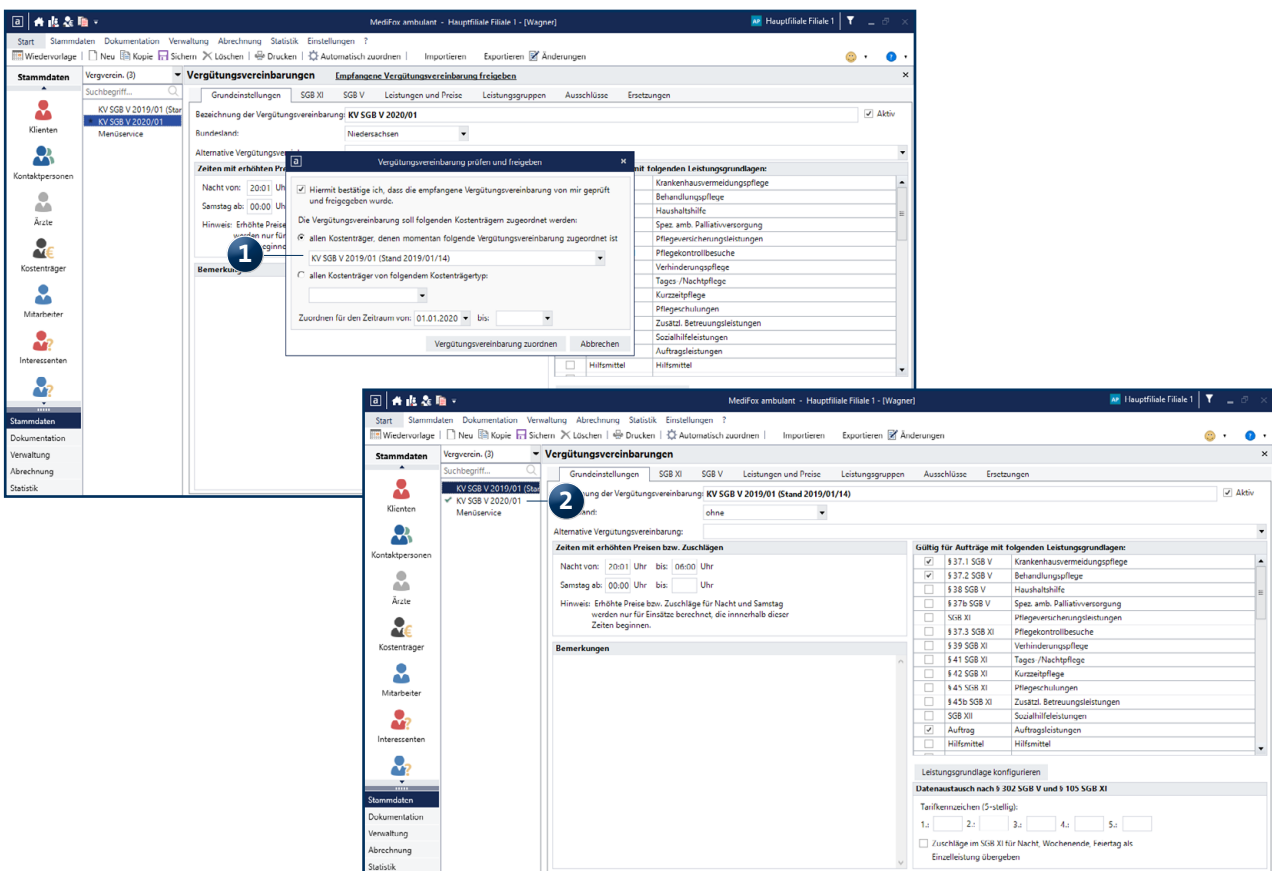 MediFox ambulant - Hauptfiliale Filiale 1 - [Wagner]
AP Hauptfiliale Filiale 1
Start Stammdaten Dokumentation Verwaltung Abrechnung Statistik Einstellungen ?
Wiedervorlage Neu Kopie Sichern Löschen Drucken Automatisch zuordnen Importieren Exportieren Änderungen
Stammdaten
Klienten
Kontaktpersonen
Ärzte
Kostenträger
Mitarbeiter
Interessenten
Stammdaten
Dokumentation
Verwaltung
Abrechnung
Statistik
Vergverein. (3)
Suchbegriff...
KV SGB V 2019/01 (Star
KV SGB V 2020/01
Menüservice
Vergütungsvereinbarungen Empfangene Vergütungsvereinbarung freigeben
Grundeinstellungen SGB XI SGB V Leistungen und Preise Leistungsgruppen Ausschlüsse Ersetzungen
Bezeichnung der Vergütungsvereinbarung: KV SGB V 2020/01 Aktiv
Bundesland: Niedersachsen
Alternative Vergütungsver
Zeiten mit erhöhten Pre
Nacht von: 20:01 Uh
Samstag ab: 00:00 Uh
Hinweis: Erhöhte Preise
werden nur für
eginne
Bemerku
mit folgenden Leistungsgrundlagen:
Krankenhausvermeidungspflege
Behandlungspflege
Haushaltshilfe
Spez. amb. Palliativversorgung
Pflegeversicherungsleistungen
Pflegekontrollbesuche
Verhinderungspflege
Tages-/Nachtpflege
Kurzzeitpflege
Pflegeschulungen
Zusätzl. Betreuungsleistungen
Sozialhilfeleistungen
Auftragsleistungen
Hilfsmittel Hilfsmittel
Vergütungsvereinbarung prüfen und freigeben
Hiermit bestätige ich, dass die empfangene Vergütungsvereinbarung von mir geprüft
und freigegeben wurde.
Die Vergütungsvereinbarung soll folgenden Kostenträgern zugeordnet werden:
allen Kostenträger, denen momentan folgende Vergütungsvereinbarung zugeordnet ist
1
KV SGB V 2019/01 (Stand 2019/01/14)
allen Kostenträger von folgendem Kostenträgertyp:
Zuordnen für den Zeitraum von: 01.01.2020 bis:
Vergütungsvereinbarung zuordnen Abbrechen
MediFox ambulant - Hauptfiliale Filiale 1 - [Wagner]
AP Hauptfiliale Filiale 1
Start Stammdaten Dokumentation Verwaltung Abrechnung Statistik Einstellungen ?
Wiedervorlage Neu Kopie Sichern Löschen Drucken Automatisch zuordnen Importieren Exportieren Änderungen
Stammdaten
Klienten
Kontaktpersonen
Ärzte
Kostenträger
Mitarbeiter
Interessenten
Stammdaten
Dokumentation
Verwaltung
Abrechnung
Statistik
Vergverein. (3)
Suchbegriff...
KV SGB V 2019/01 (Star
KV SGB V 2020/01
Menüservice
2
Vergütungsvereinbarungen
Grundeinstellungen SGB XI SGB V Leistungen und Preise Leistungsgruppen Ausschlüsse Ersetzungen
nung der Vergütungsvereinbarung: KV SGB V 2019/01 (Stand 2019/01/14) Aktiv
and: ohne
Alternative Vergütungsvereinbarung:
Zeiten mit erhöhten Preisen bzw. Zuschlägen
Nacht von: 20:01 Uhr bis: 06:00 Uhr
Samstag ab: 00:00 Uhr bis: Uhr
Hinweis: Erhöhte Preise bzw. Zuschläge für Nacht und Samstag
werden nur für Einsätze berechnet, die innnerhalb dieser
Zeiten beginnen.
Bemerkungen
Gültig für Aufträge mit folgenden Leistungsgrundlagen:
§ 37.1 SGB V Krankenhausvermeidungspflege
§ 37.2 SGB V Behandlungspflege
§ 38 SGB V Haushaltshilfe
§ 37b SGB V Spez. amb. Palliativversorgung
SGB XI Pflegeversicherungsleistungen
§ 37.3 SGB XI Pflegekontrollbesuche
§ 39 SGB XI Verhinderungspflege
§ 41 SGB XI Tages-/Nachtpflege
§ 42 SGB XI Kurzzeitpflege
§ 45 SGB XI Pflegeschulungen
§ 45b SGB XI Zusätzl. Betreuungsleistungen
SGB XII Sozialhilfeleistungen
Auftrag Auftragsleistungen
Hilfsmittel Hilfsmittel
Leistungsgrundlage konfigurieren
Datenaustausch nach § 302 SGB V und § 105 SGB XI
Tarifkennzeichen (5-stellig):
1.: 2.: 3.: 4.: 5.:
Zuschläge im SGB XI für Nacht, Wochenende, Feiertag als
Einzelleistung übergeben